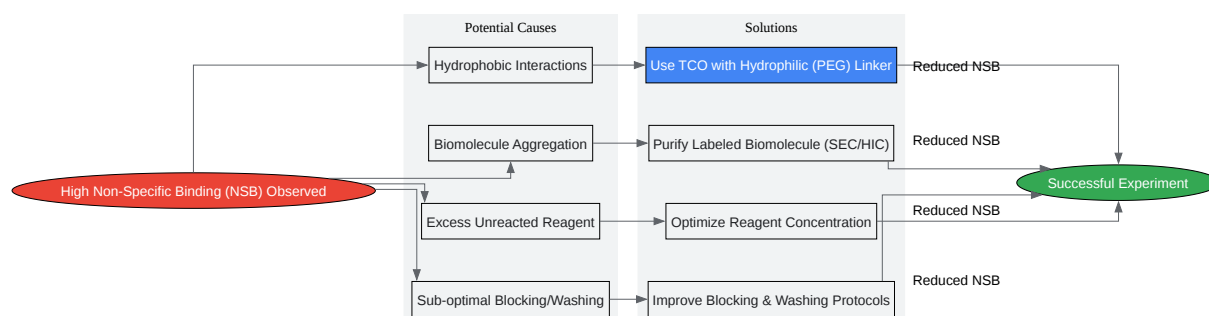 Potential Causes
Solutions
Hydrophobic Interactions
Use TCO with Hydrophilic (PEG) Linker
Reduced NSB
Biomolecule Aggregation
Purify Labeled Biomolecule (SEC/HIC)
Reduced NSB
High Non-Specific Binding (NSB) Observed
Successful Experiment
Excess Unreacted Reagent
Optimize Reagent Concentration
Reduced NSB
Sub-optimal Blocking/Washing
Improve Blocking & Washing Protocols
Reduced NSB